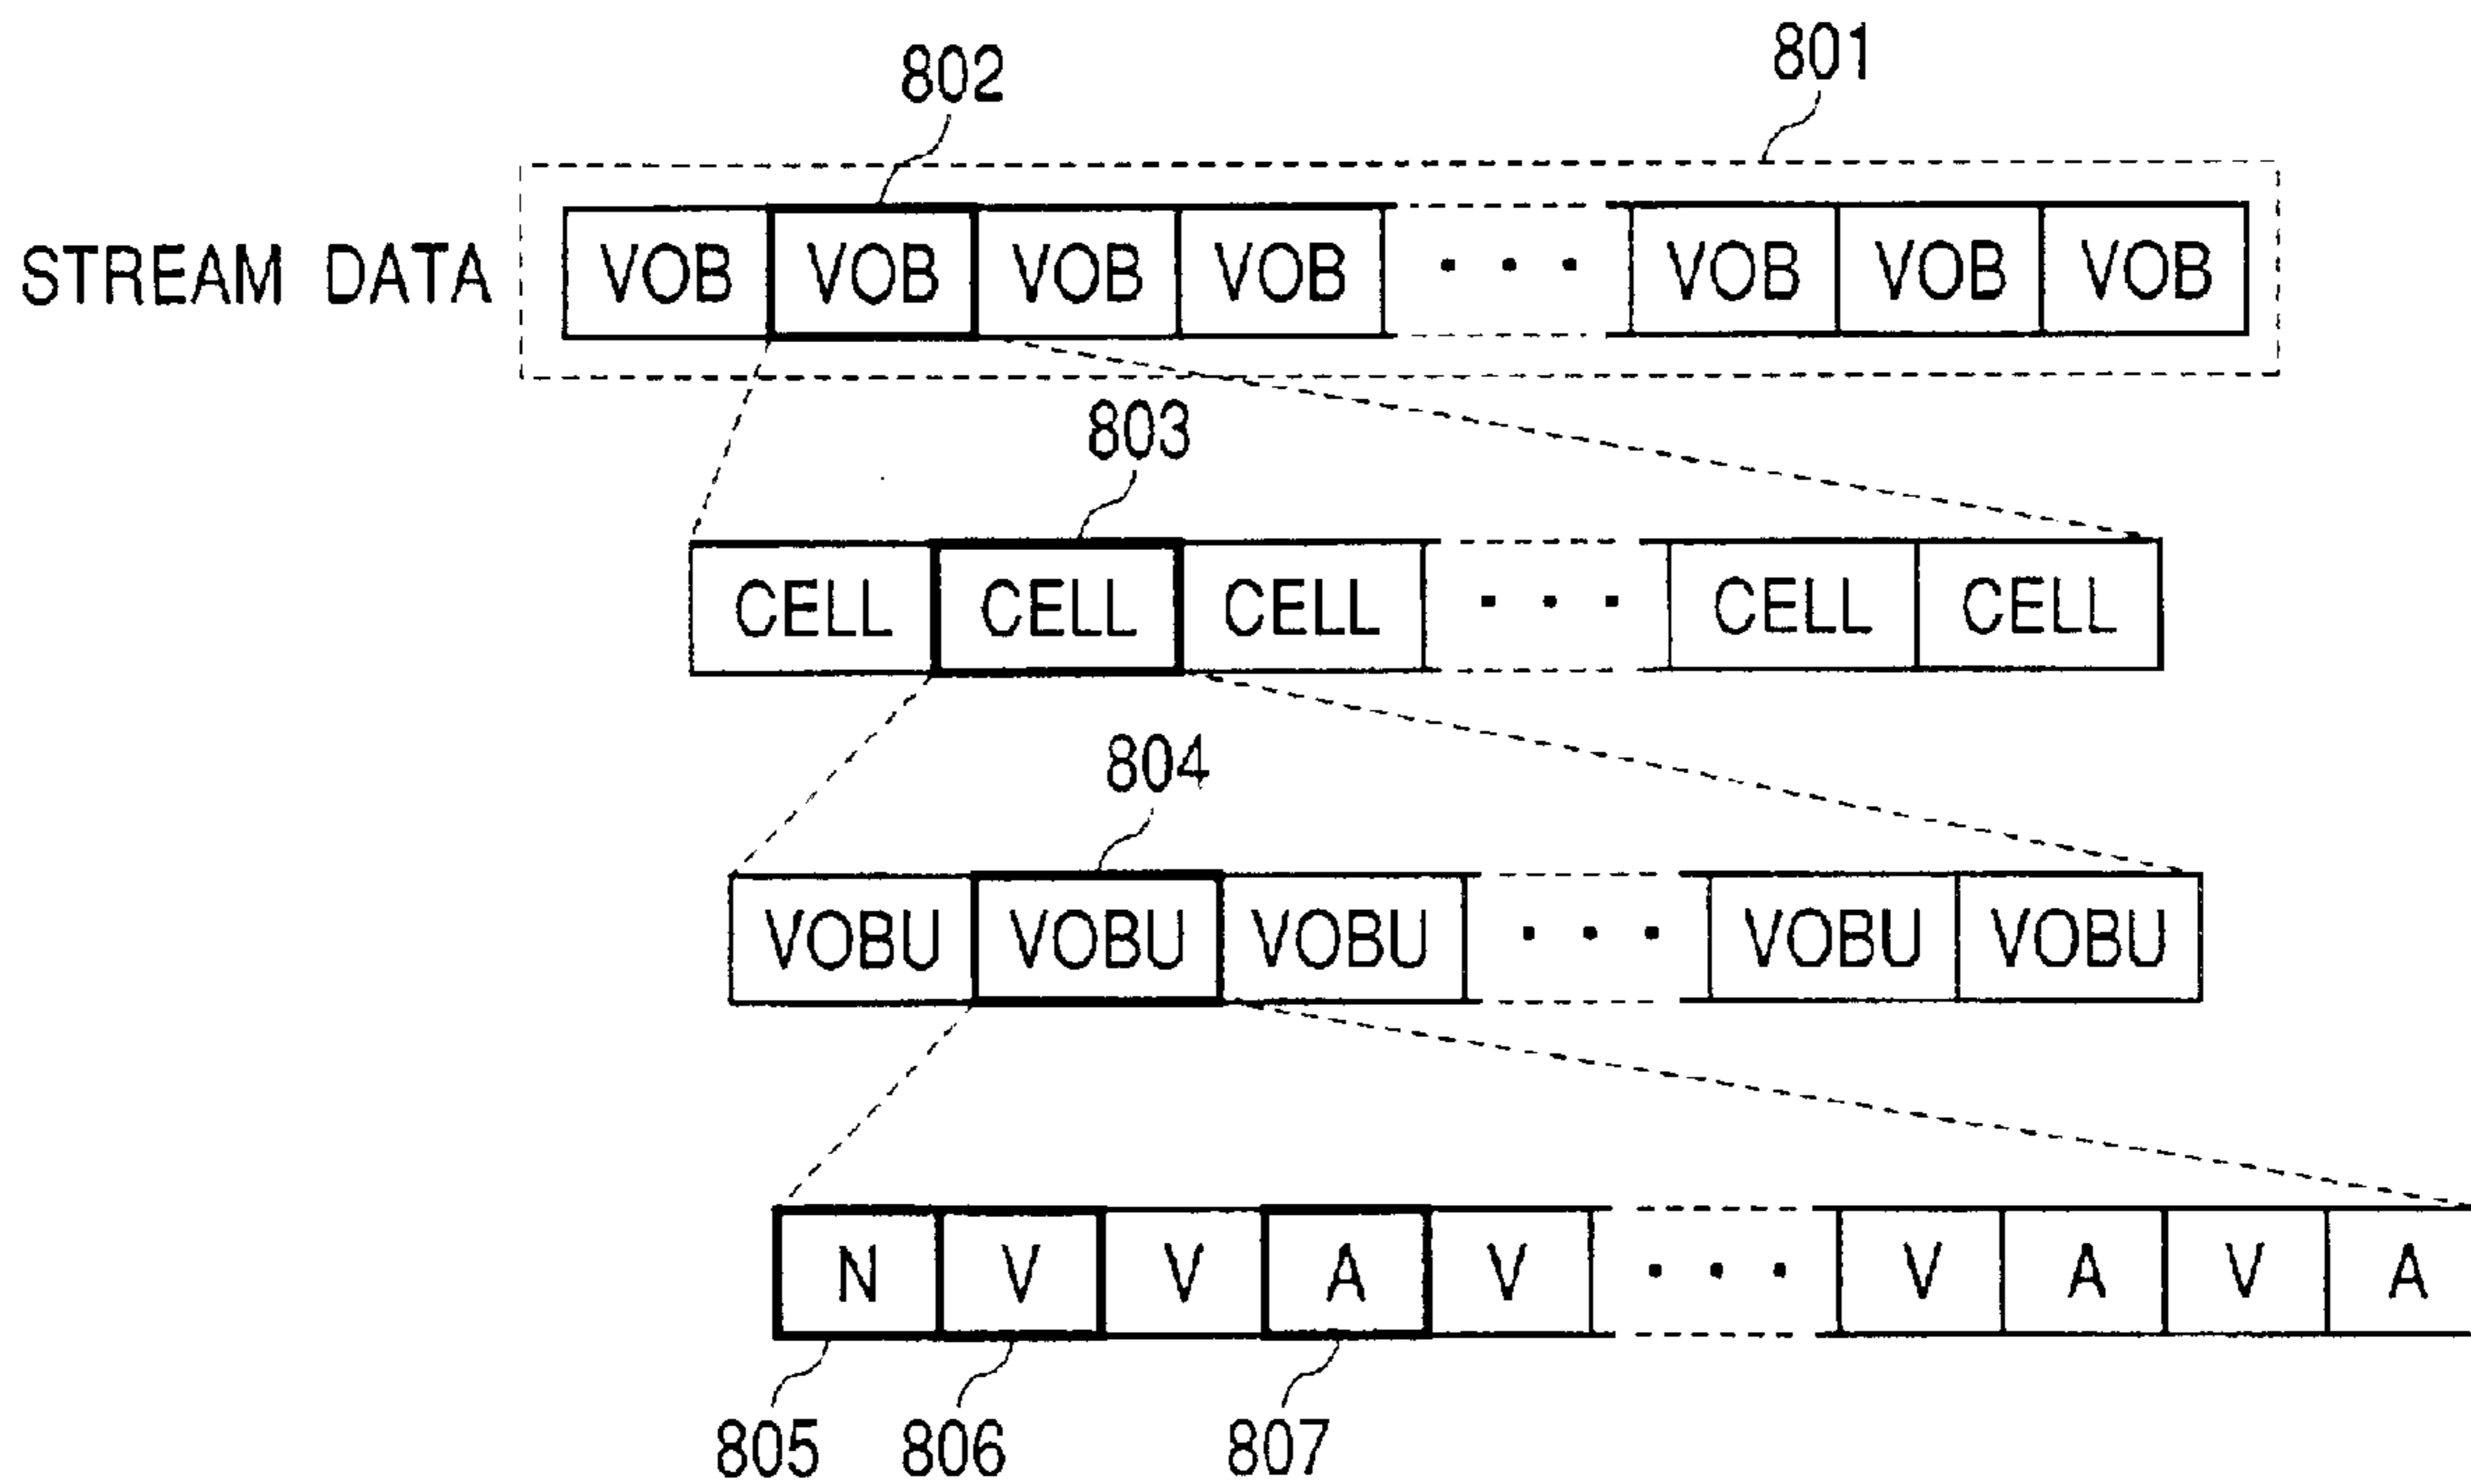 802 801
STREAM DATA VOB VOB VOB VOB ... VOB VOB VOB
803
CELL CELL CELL ... CELL CELL
804
VOBU VOBU VOBU ... VOBU VOBU
N V V A V ... V A V A
805 806 807